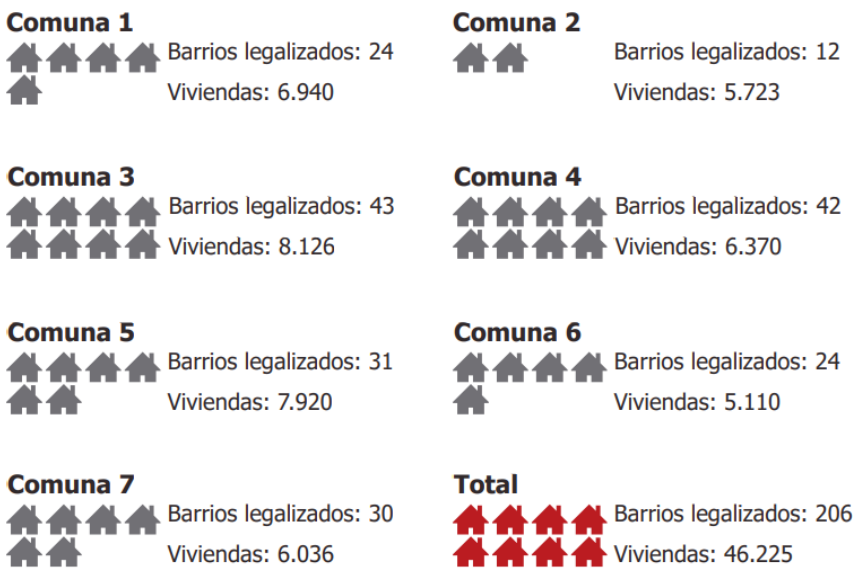 Comuna 1
Barrios legalizados: 24
Viviendas: 6.940
Comuna 2
Barrios legalizados: 12
Viviendas: 5.723
Comuna 3
Barrios legalizados: 43
Viviendas: 8.126
Comuna 4
Barrios legalizados: 42
Viviendas: 6.370
Comuna 5
Barrios legalizados: 31
Viviendas: 7.920
Comuna 6
Barrios legalizados: 24
Viviendas: 5.110
Comuna 7
Barrios legalizados: 30
Viviendas: 6.036
Total
Barrios legalizados: 206
Viviendas: 46.225